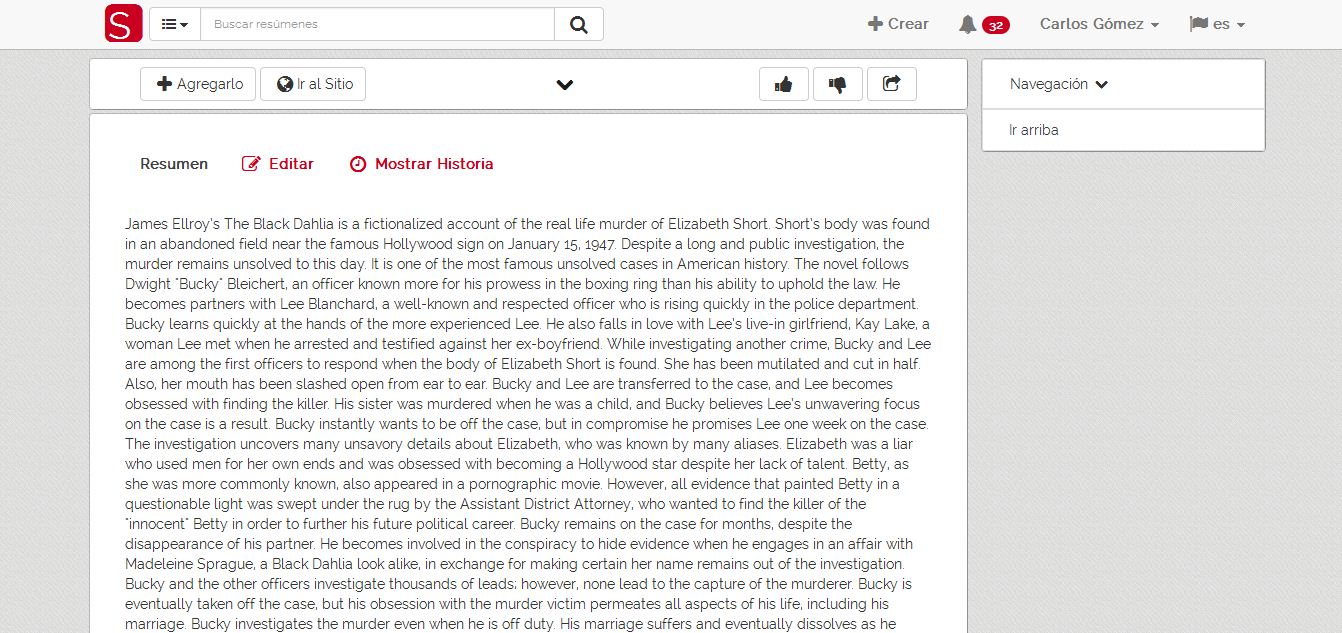 S
Buscar resúmenes
Crear
32
Carlos Gómez
es
Agregarlo
Ir al Sitio
Navegación
Ir arriba
Resumen
Editar
Mostrar Historia
James Ellroy's The Black Dahlia is a fictionalized account of the real life murder of Elizabeth Short. Short's body was found
in an abandoned field near the famous Hollywood sign on January 15, 1947. Despite a long and public investigation, the
murder remains unsolved to this day. It is one of the most famous unsolved cases in American history. The novel follows
Dwight "Bucky" Bleichert, an officer known more for his prowess in the boxing ring than his ability to uphold the law. He
becomes partners with Lee Blanchard, a well-known and respected officer who is rising quickly in the police department.
Bucky learns quickly at the hands of the more experienced Lee. He also falls in love with Lee's live-in girlfriend, Kay Lake, a
woman Lee met when he arrested and testified against her ex-boyfriend. While investigating another crime, Bucky and Lee
are among the first officers to respond when the body of Elizabeth Short is found. She has been mutilated and cut in half.
Also, her mouth has been slashed open from ear to ear. Bucky and Lee are transferred to the case, and Lee becomes
obsessed with finding the killer. His sister was murdered when he was a child, and Bucky believes Lee's unwavering focus
on the case is a result. Bucky instantly wants to be off the case, but in compromise he promises Lee one week on the case.
The investigation uncovers many unsavory details about Elizabeth, who was known by many aliases. Elizabeth was a liar
who used men for her own ends and was obsessed with becoming a Hollywood star despite her lack of talent. Betty, as
she was more commonly known, also appeared in a pornographic movie. However, all evidence that painted Betty in a
questionable light was swept under the rug by the Assistant District Attorney, who wanted to find the killer of the
"innocent" Betty in order to further his future political career. Bucky remains on the case for months, despite the
disappearance of his partner. He becomes involved in the conspiracy to hide evidence when he engages in an affair with
Madeleine Sprague, a Black Dahlia look alike, in exchange for making certain her name remains out of the investigation.
Bucky and the other officers investigate thousands of leads; however, none lead to the capture of the murderer. Bucky is
eventually taken off the case, but his obsession with the murder victim permeates all aspects of his life, including his
marriage. Bucky investigates the murder even when he is off duty. His marriage suffers and eventually dissolves as he